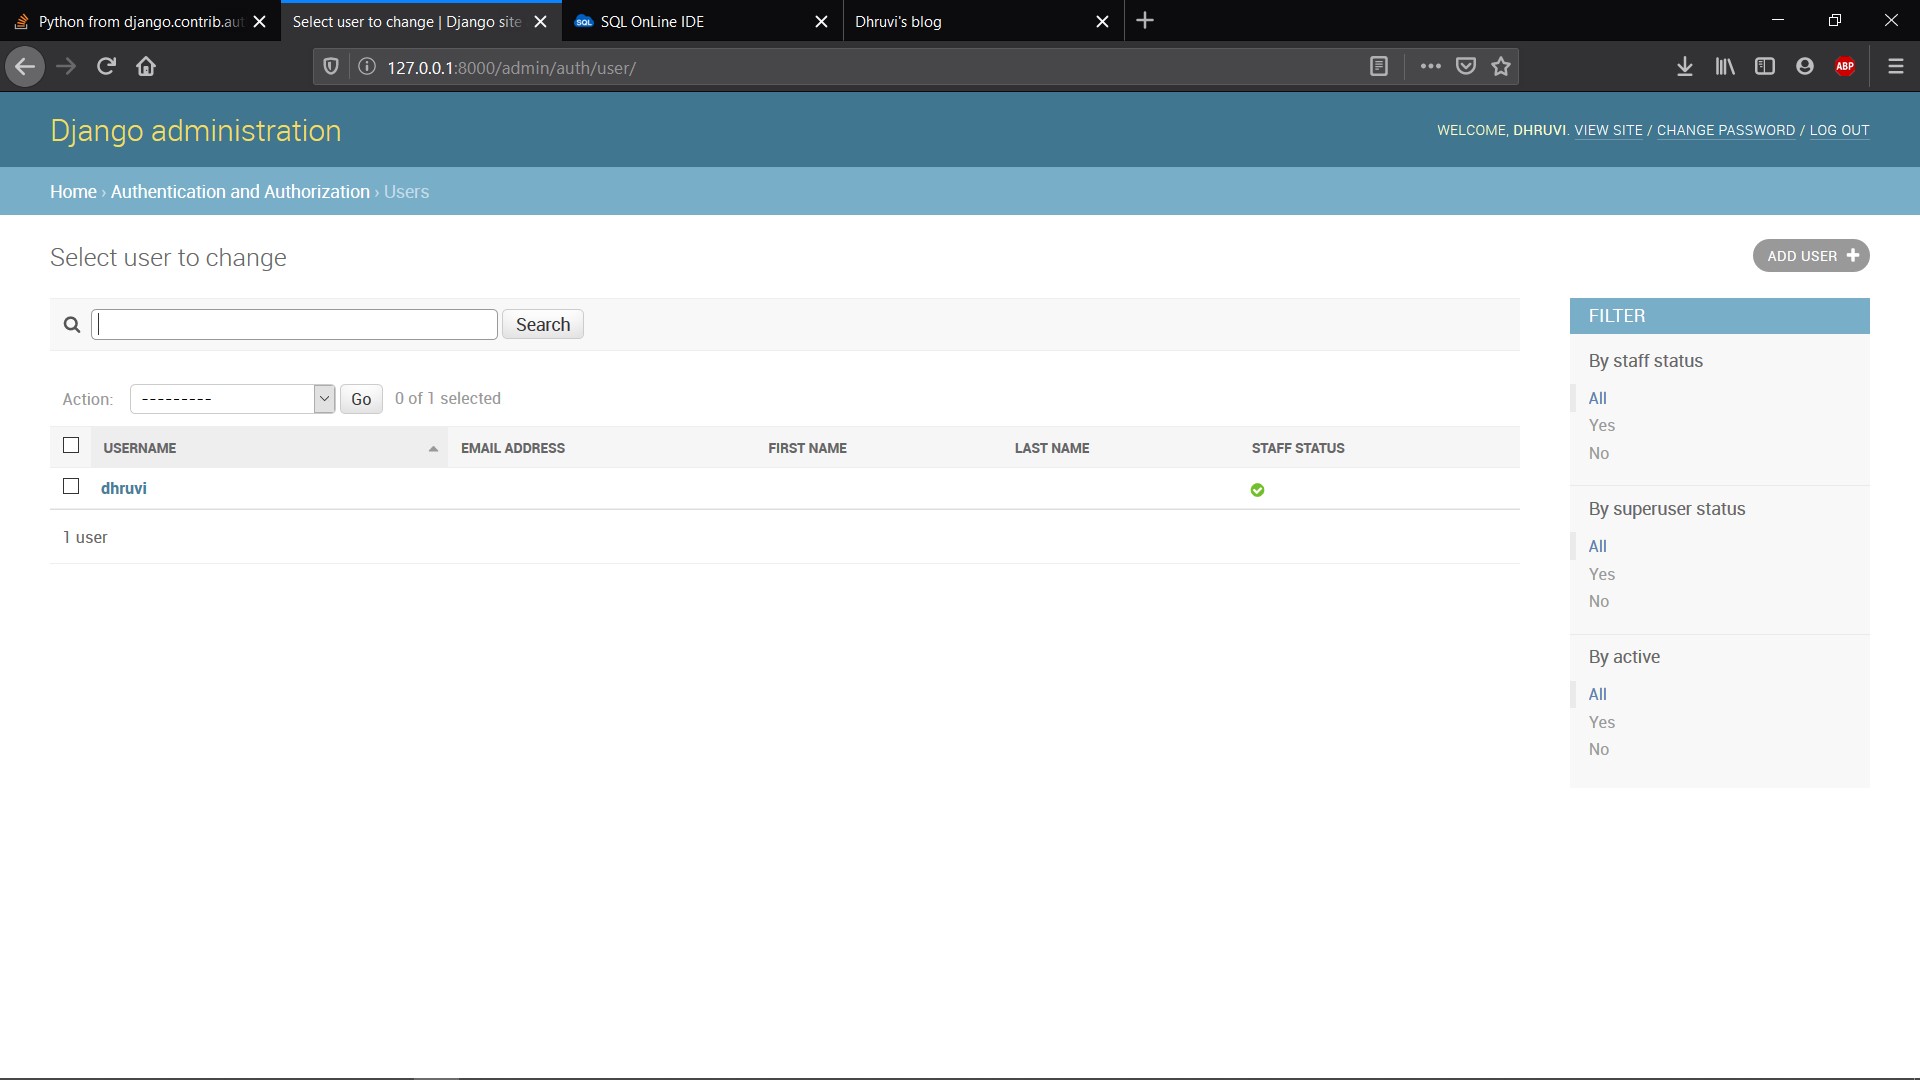 Python from django.contrib.aut
Select user to change | Django site
SQL OnLine IDE
Dhruvi's blog
127.0.0.1:8000/admin/auth/user/
ABP
Django administration
WELCOME, DHRUVI. VIEW SITE / CHANGE PASSWORD / LOG OUT
Home › Authentication and Authorization › Users
Select user to change
ADD USER +
Search
Action: --------- Go 0 of 1 selected
USERNAME EMAIL ADDRESS FIRST NAME LAST NAME STAFF STATUS
dhruvi
1 user
FILTER
By staff status
All
Yes
No
By superuser status
All
Yes
No
By active
All
Yes
No